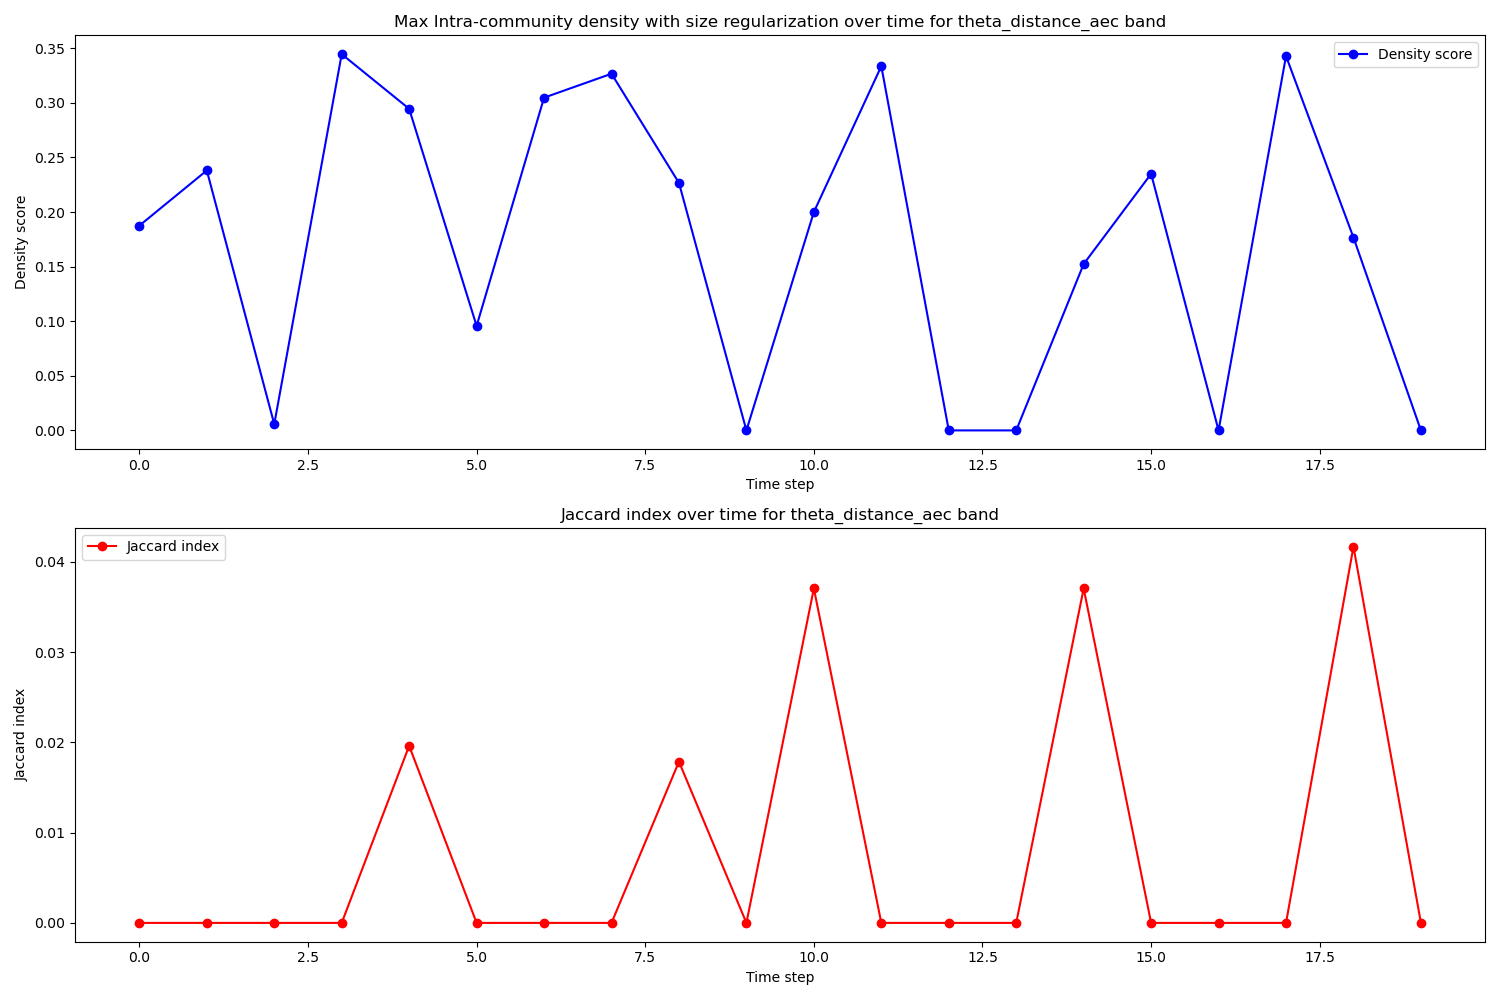 Max Intra-community density with size regularization over time for theta_distance_aec band
Density score
0.35
0.30
0.25
0.20
0.15
0.10
0.05
0.00
Density score
0.0 2.5 5.0 7.5 10.0 12.5 15.0 17.5
Time step
Jaccard index over time for theta_distance_aec band
Jaccard index
0.04
0.03
0.02
0.01
0.00
Jaccard index
0.0 2.5 5.0 7.5 10.0 12.5 15.0 17.5
Time step